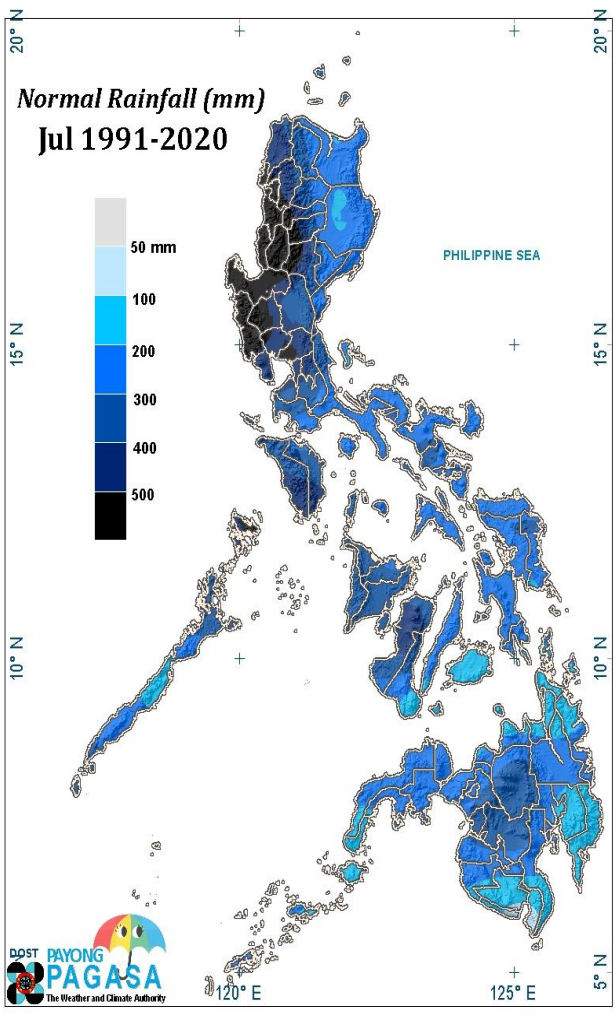 20° N
20° N
Normal Rainfall (mm)
Jul 1991-2020
50 mm
100
200
300
400
500
PHILIPPINE SEA
15° N
15° N
10° N
10° N
5° N
120° E
125° E
DOST
PAYONG
PAGASA
The Weather and Climate Authority